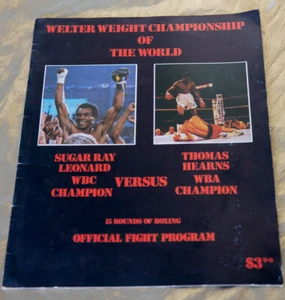 WELTER WEIGHT CHAMPIONSHIP
OF
THE WORLD
SUGAR RAY
LEONARD
WBC
CHAMPION
VERSUS
THOMAS
HEARNS
WBA
CHAMPION
15 ROUNDS OF BOXING
OFFICIAL FIGHT PROGRAM
$3.00